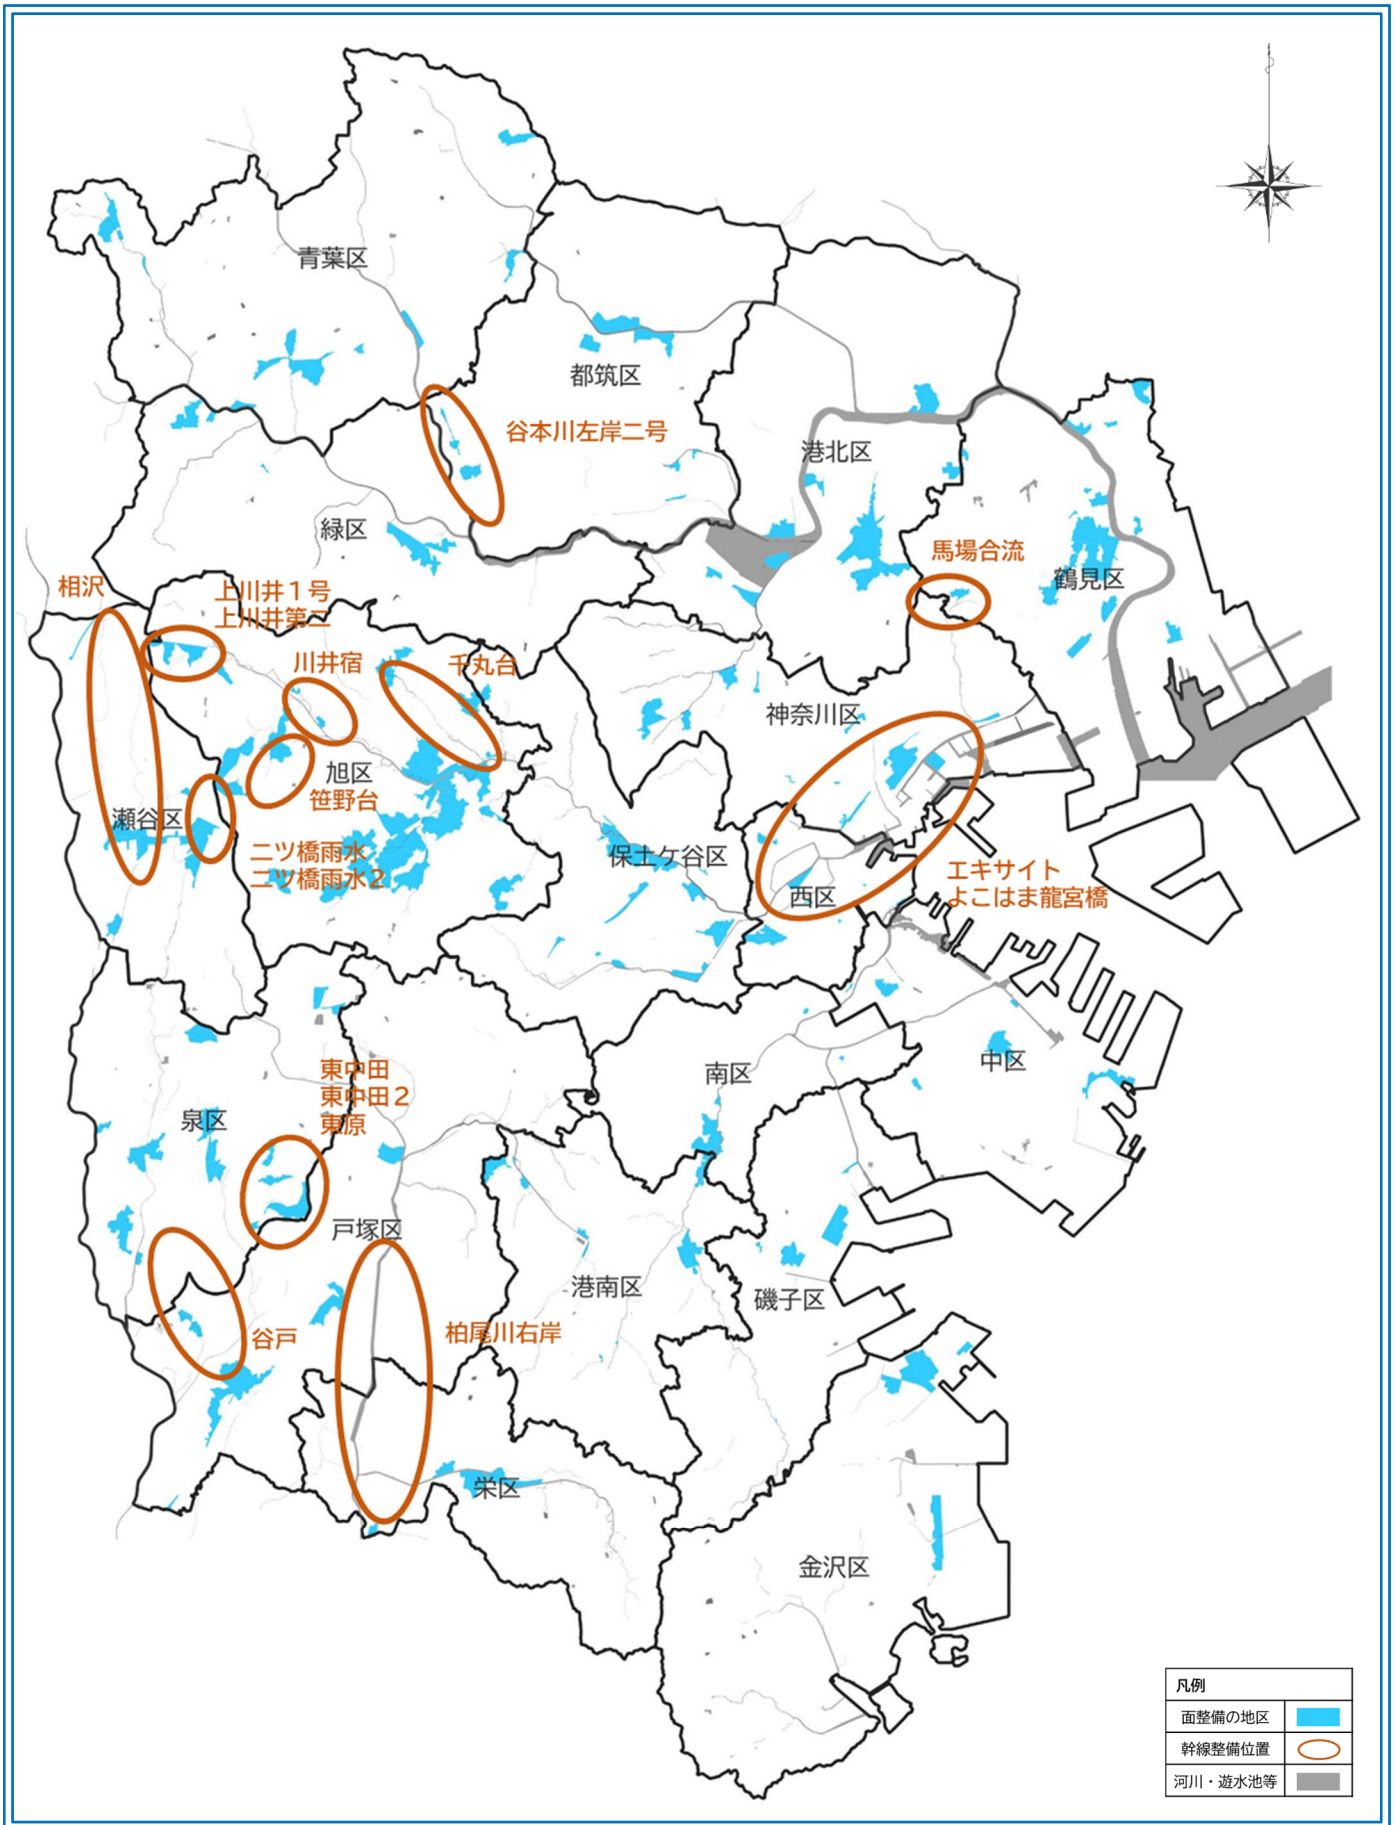 青葉区
都筑区
谷本川左岸二号
港北区
緑区
馬場合流
鶴見区
相沢
上川井１号
上川井第二
川井宿
千丸台
神奈川区
旭区
笹野台
瀬谷区
二ツ橋雨水
二ツ橋雨水２
保土ケ谷区
西区
エキサイト
よこはま龍宮橋
中区
南区
東中田
東中田２
東原
泉区
戸塚区
港南区
磯子区
谷戸
柏尾川右岸
栄区
金沢区
凡例
面整備の地区
幹線整備位置
河川・遊水池等